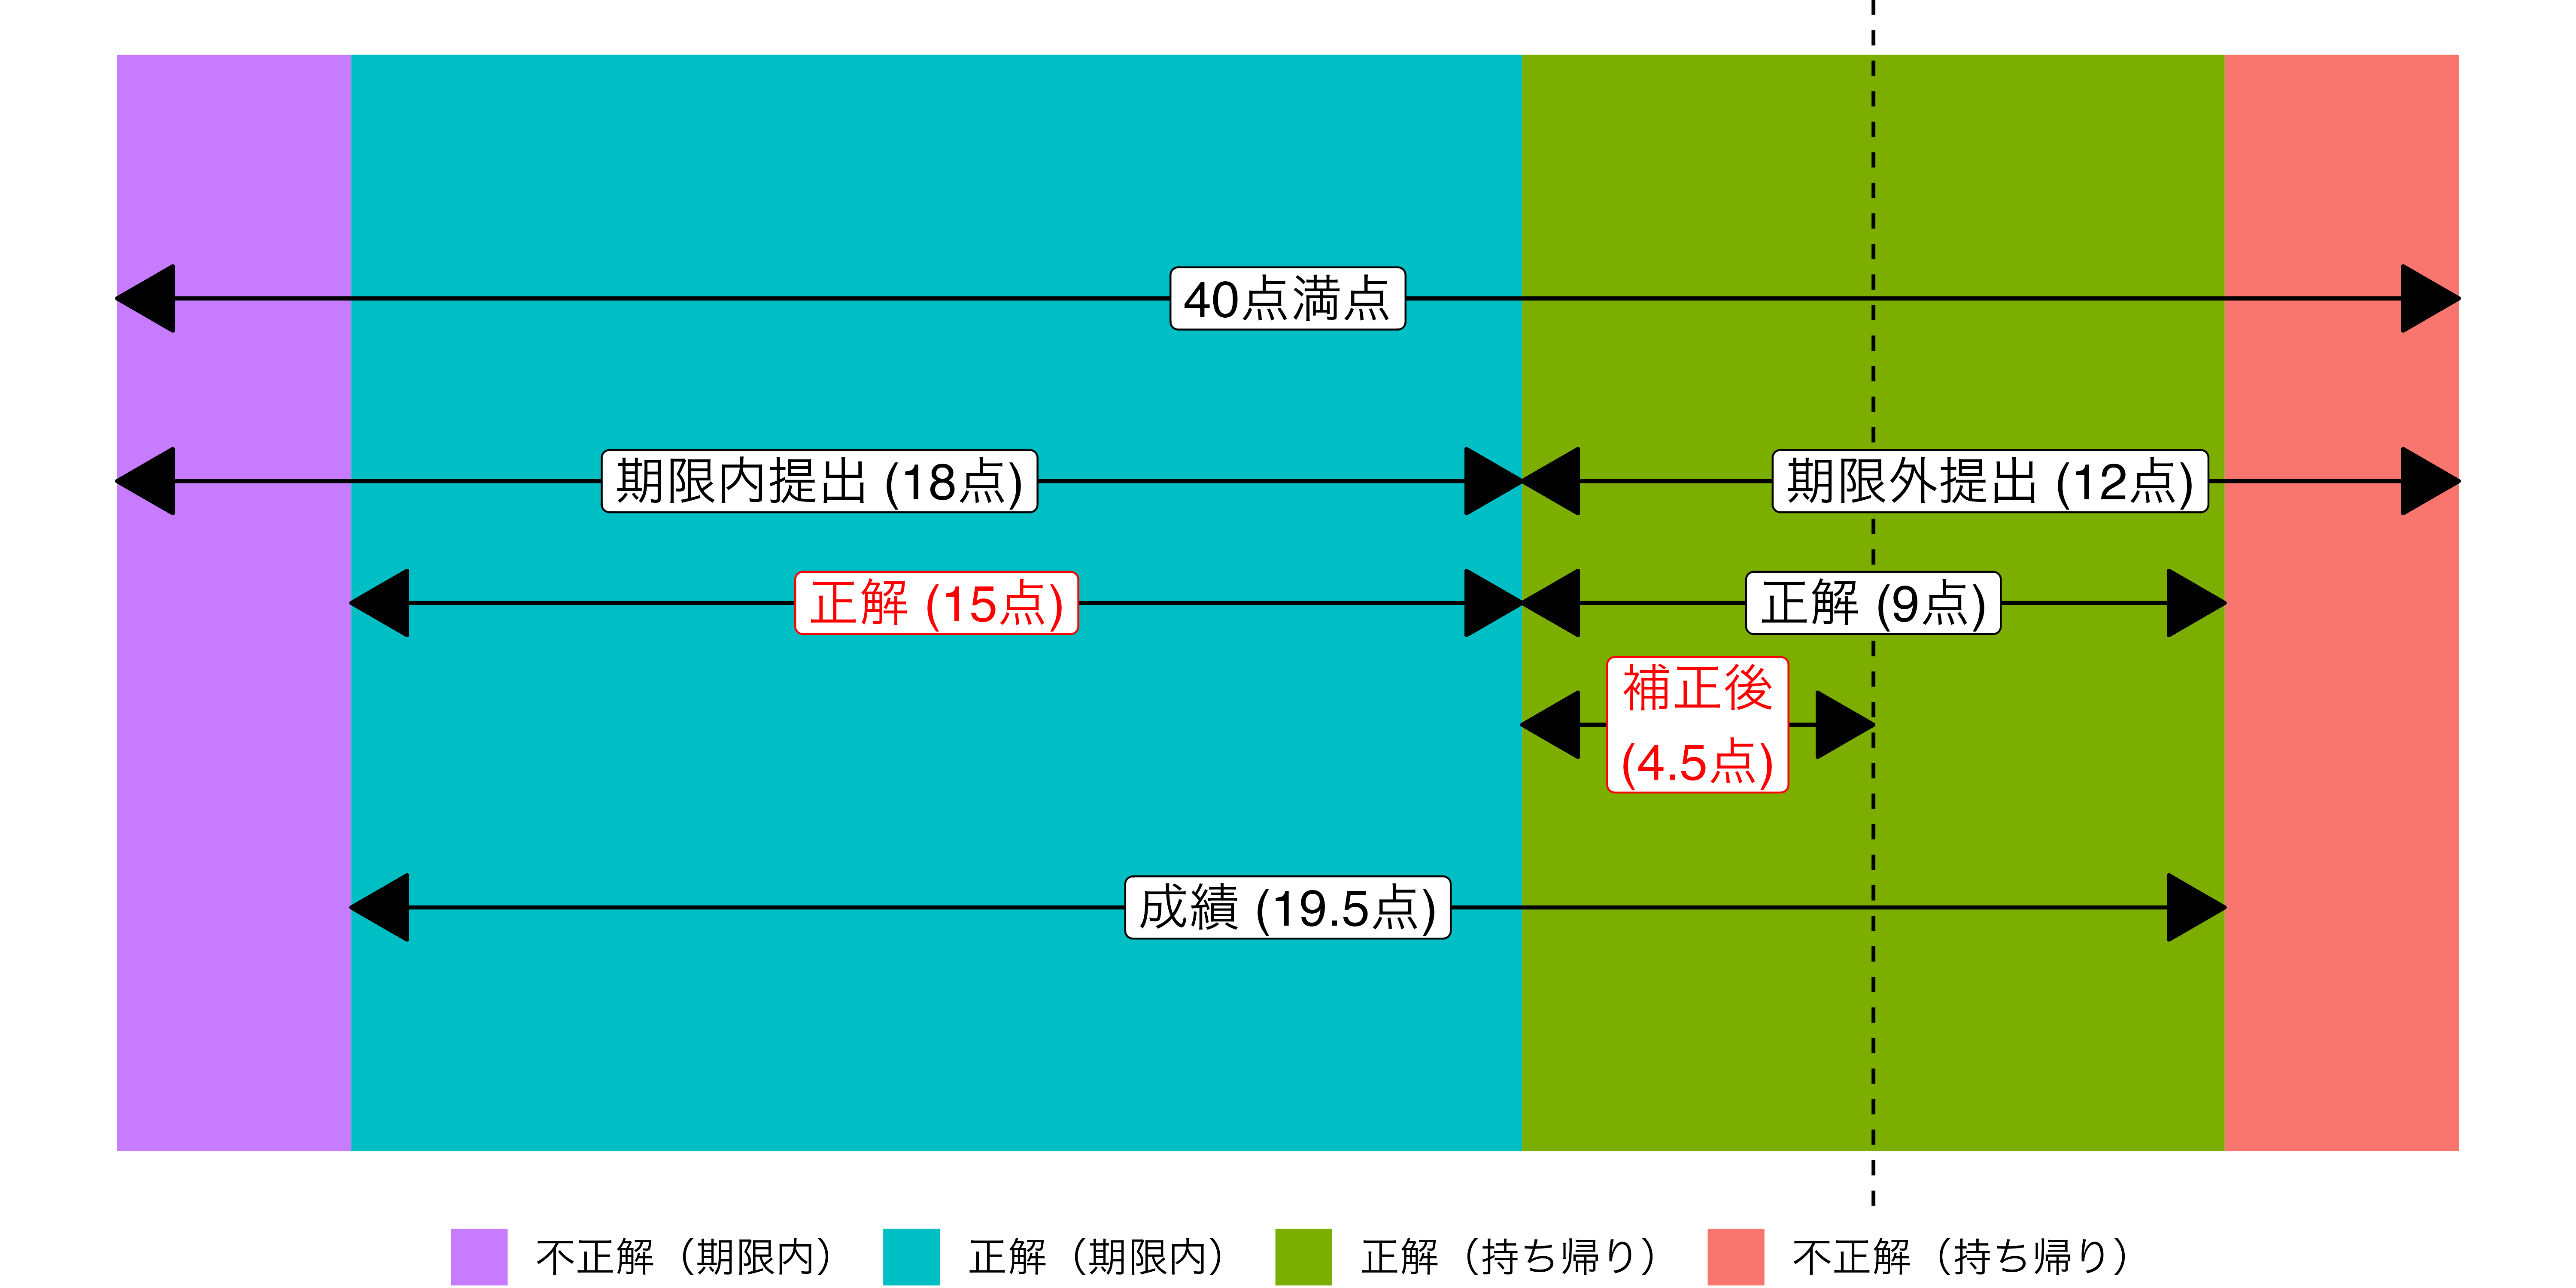 40点満点
期限内提出 (18点)
期限外提出 (12点)
正解 (15点)
正解 (9点)
補正後
(4.5点)
成績 (19.5点)
不正解（期限内）
正解（期限内）
正解（持ち帰り）
不正解（持ち帰り）